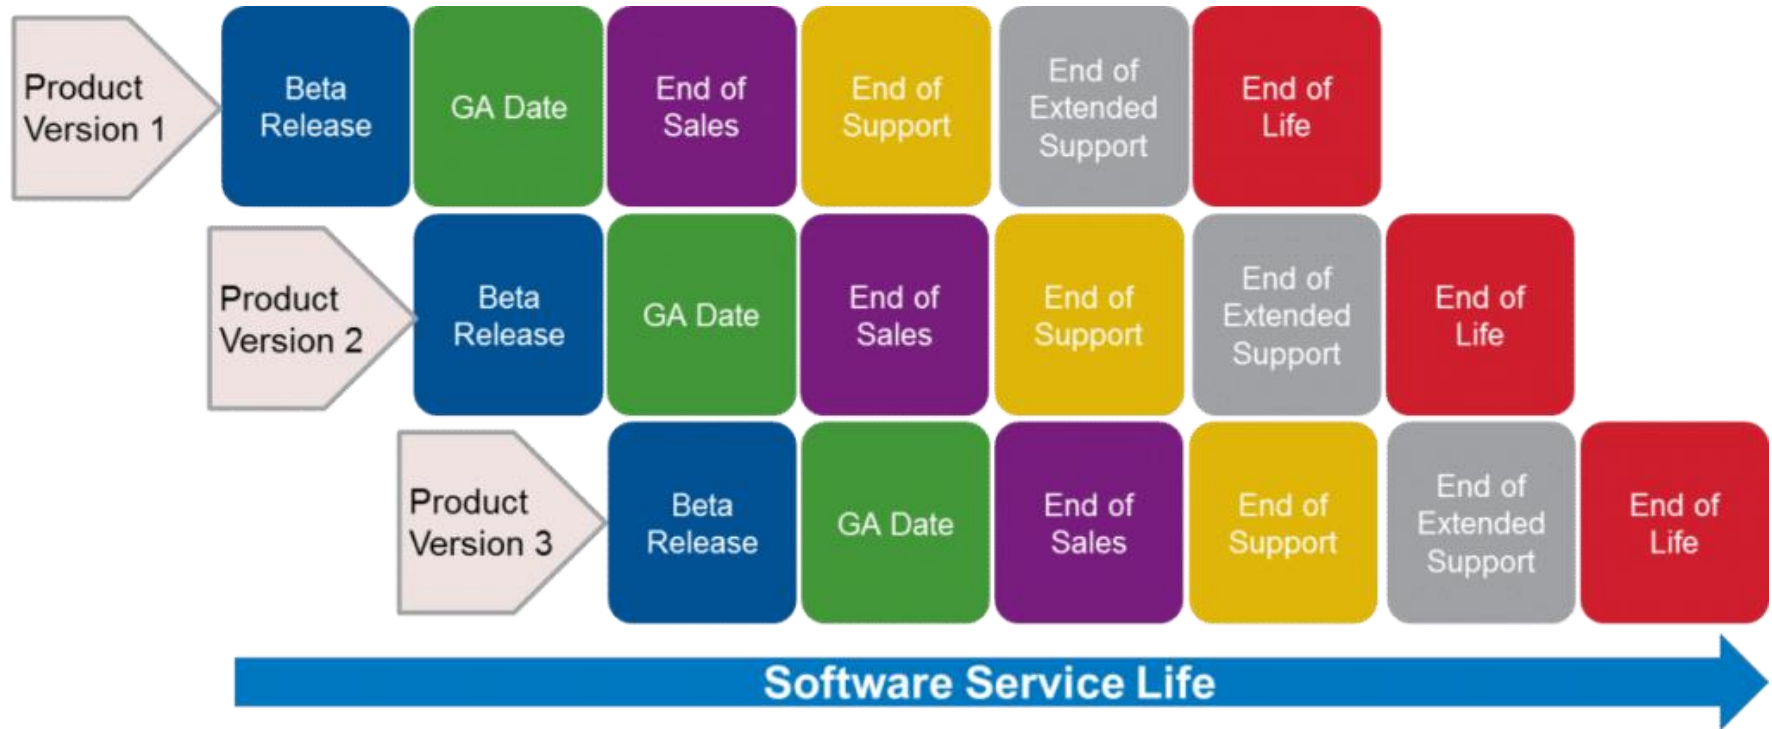 Product
Version 1
Beta
Release
GA Date
End of
Sales
End of
Support
End of
Extended
Support
End of
Life
Product
Version 2
Beta
Release
GA Date
End of
Sales
End of
Support
End of
Extended
Support
End of
Life
Product
Version 3
Beta
Release
GA Date
End of
Sales
End of
Support
End of
Extended
Support
End of
Life
Software Service Life